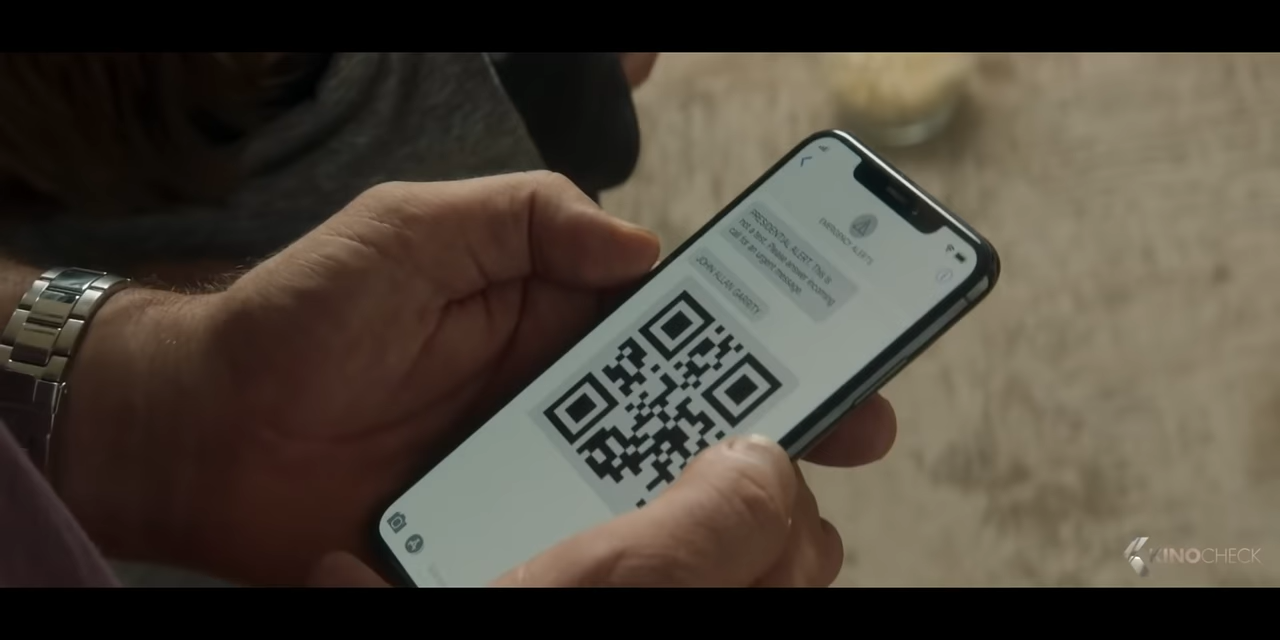 EMERGENCY ALERTS
PRESIDENTIAL ALERT. This is
not a test. Please answer incoming
call for an urgent message.
JOHN ALLAN GARRITY
KINOCHECK